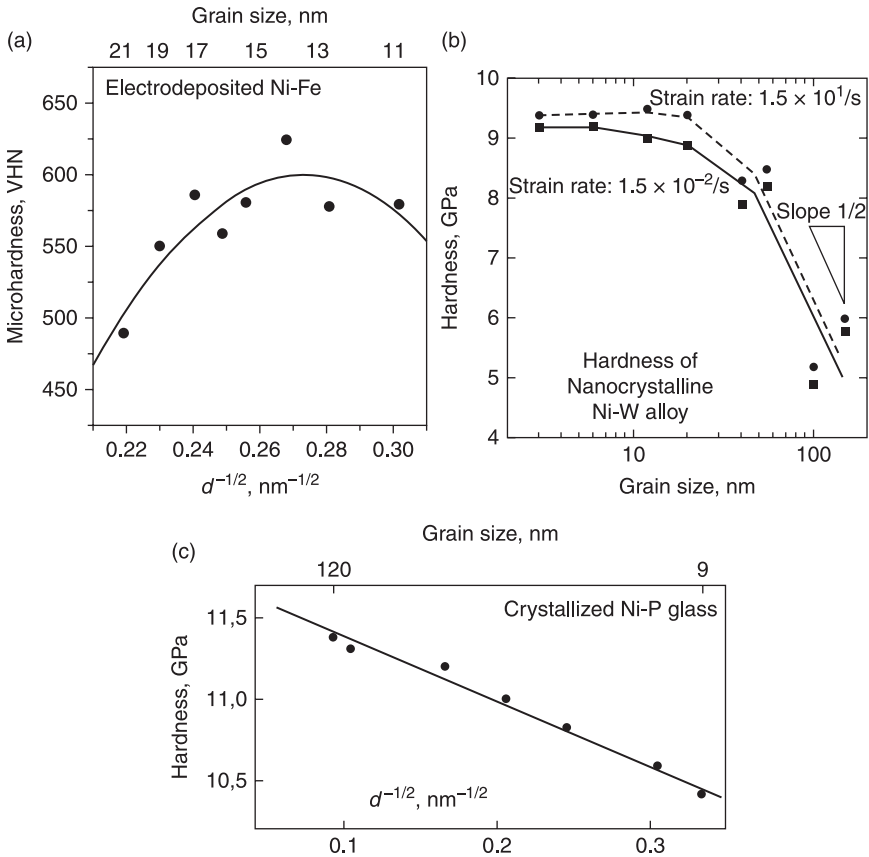 (a)
Grain size, nm
21 19 17 15 13 11
Electrodeposited Ni-Fe
Microhardness, VHN
675
625
600
575
550
500
450
0.22 0.24 0.26 0.28 0.30
d⁻¹/², nm⁻¹/²
(b)
Hardness, GPa
10
9
8
7
6
5
4
Strain rate: 1.5 × 10¹/s
Strain rate: 1.5 × 10⁻²/s
Slope 1/2
Hardness of
Nanocrystalline
Ni-W alloy
10 100
Grain size, nm
(c)
Grain size, nm
120 9
Crystallized Ni-P glass
Hardness, GPa
11,5
11,0
10,5
d⁻¹/², nm⁻¹/²
0.1 0.2 0.3